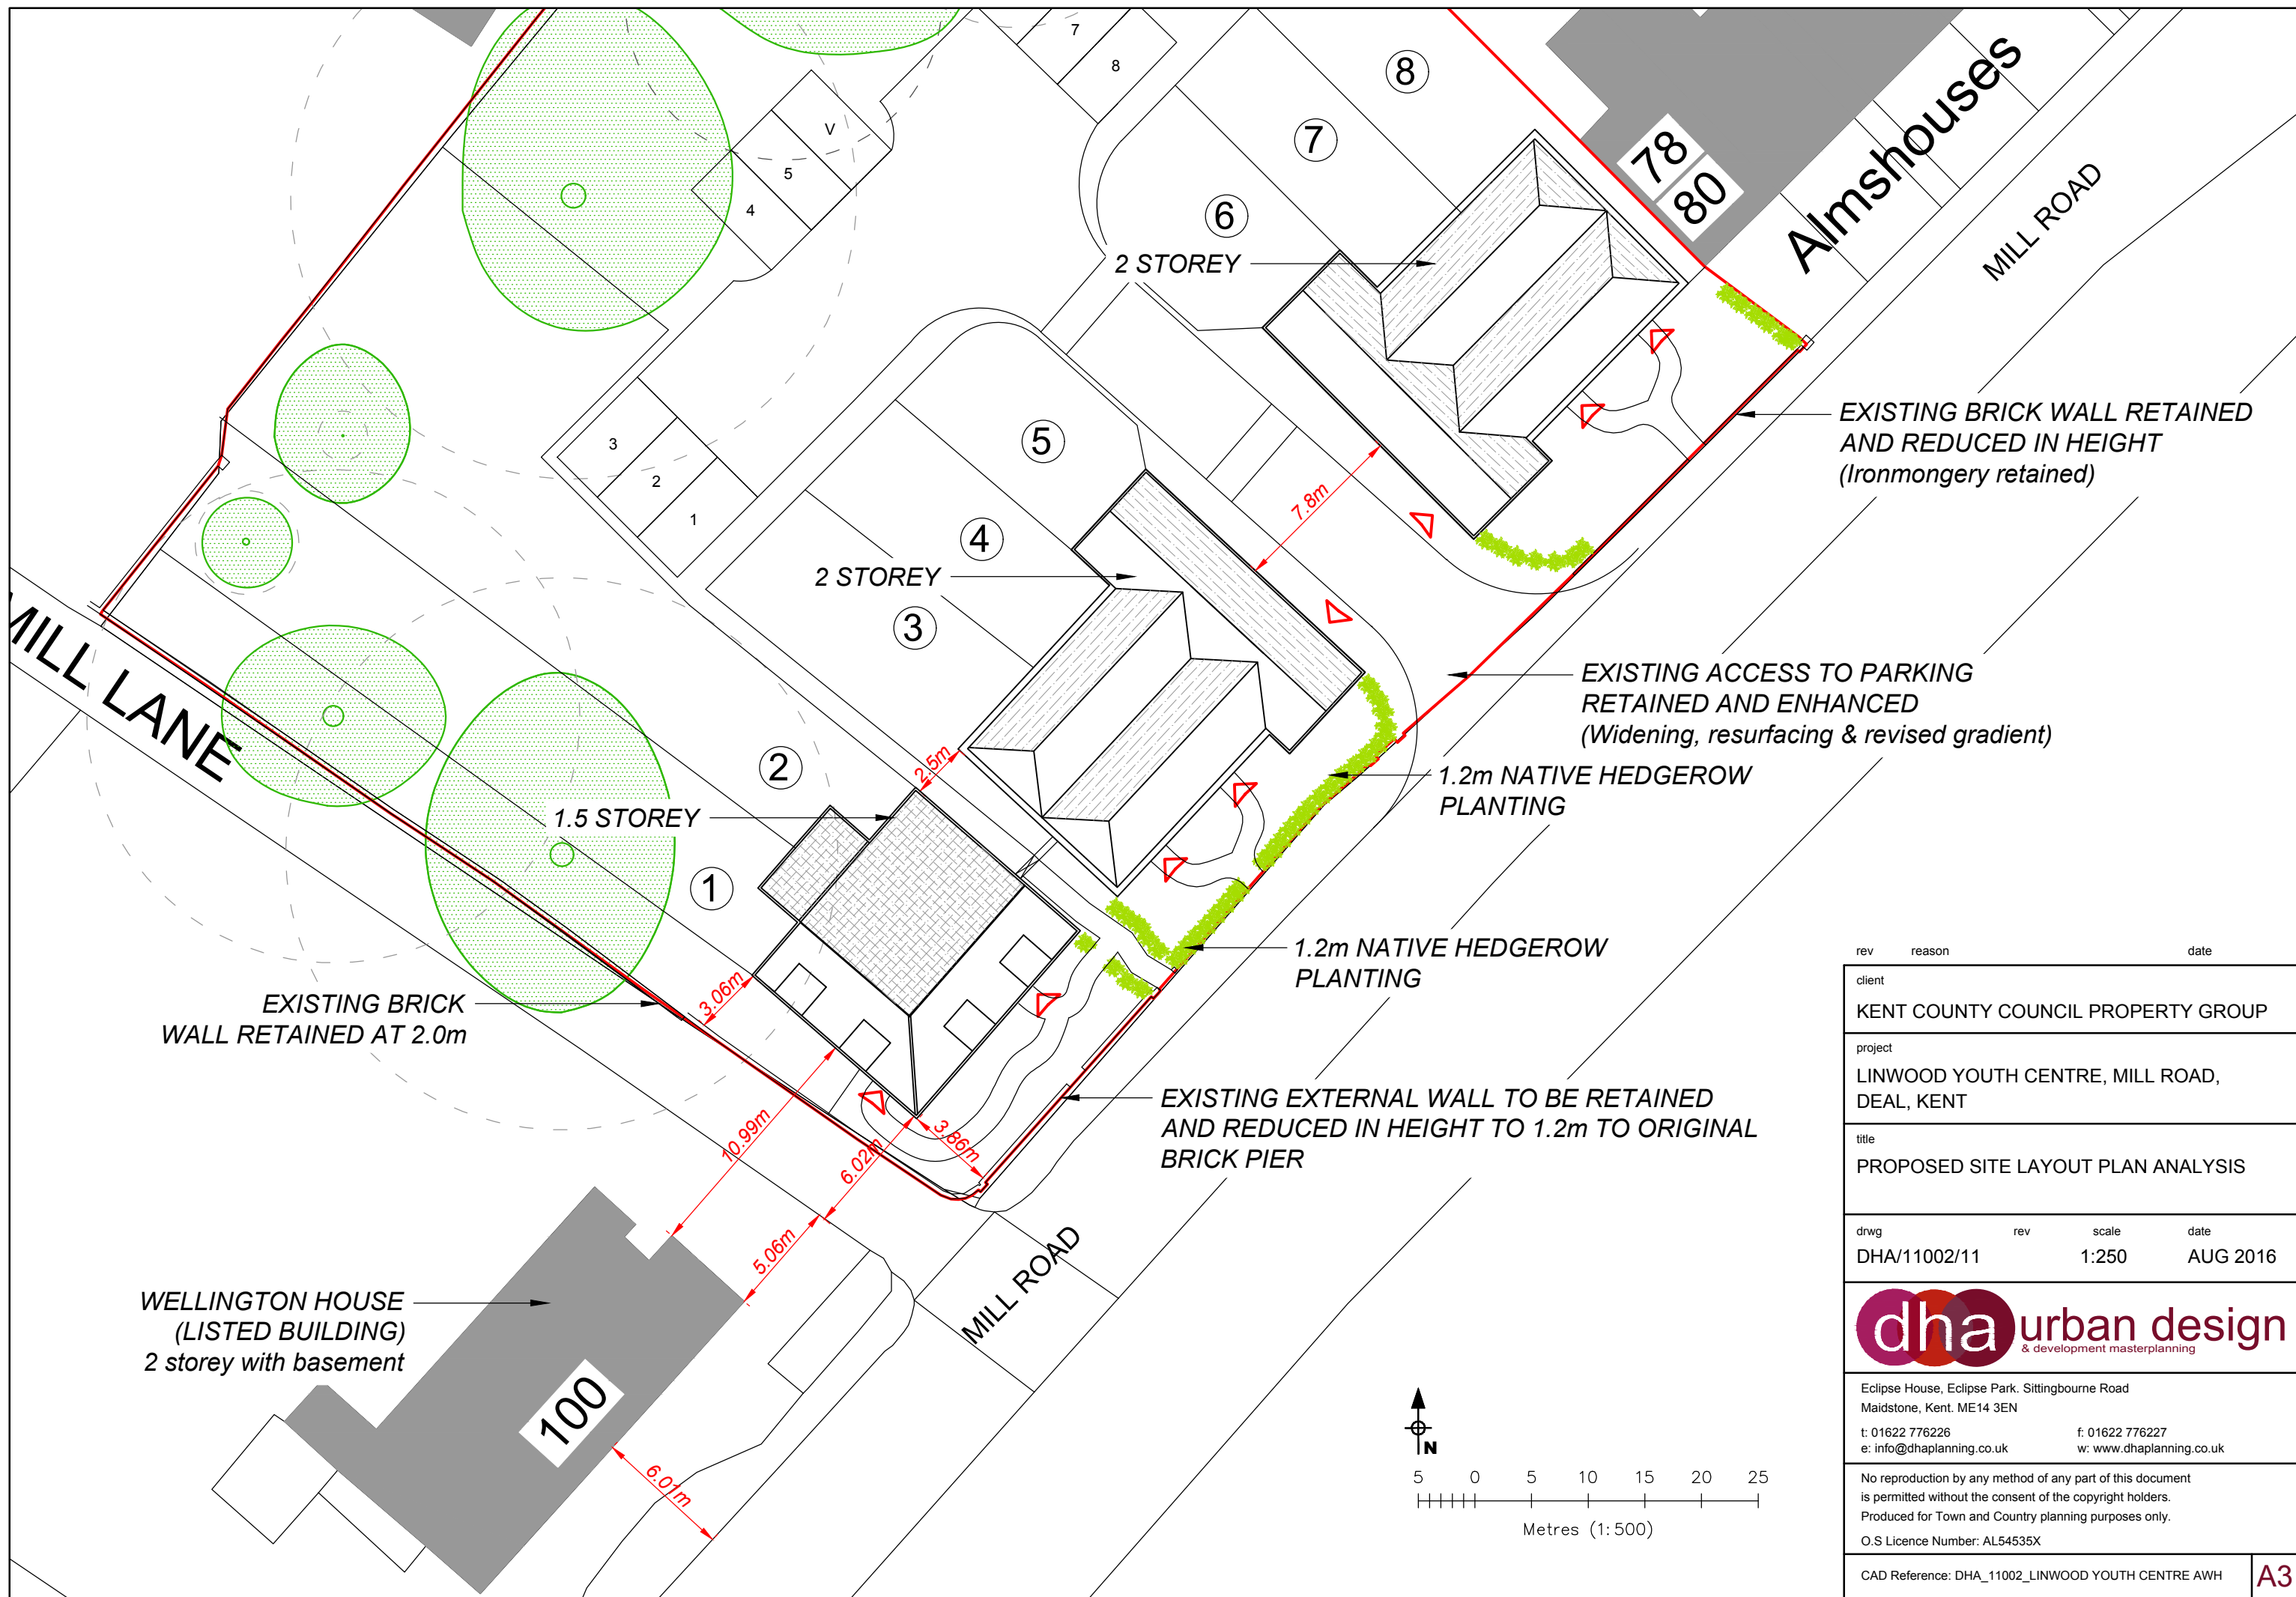 7
8
8
7
6
V
5
4
78
80
Almshouses
MILL ROAD
2 STOREY
EXISTING BRICK WALL RETAINED
AND REDUCED IN HEIGHT
(Ironmongery retained)
3
2
1
5
4
3
7.8m
2 STOREY
MILL LANE
EXISTING ACCESS TO PARKING
RETAINED AND ENHANCED
(Widening, resurfacing & revised gradient)
2
2.5m
1.2m NATIVE HEDGEROW
PLANTING
1.5 STOREY
1
1.2m NATIVE HEDGEROW
PLANTING
EXISTING BRICK
WALL RETAINED AT 2.0m
3.06m
EXISTING EXTERNAL WALL TO BE RETAINED
AND REDUCED IN HEIGHT TO 1.2m TO ORIGINAL
BRICK PIER
10.99m
6.02m
3.86m
5.06m
MILL ROAD
WELLINGTON HOUSE
(LISTED BUILDING)
2 storey with basement
100
6.01m
N
5 0 5 10 15 20 25
Metres (1:500)
rev reason date
client
KENT COUNTY COUNCIL PROPERTY GROUP
project
LINWOOD YOUTH CENTRE, MILL ROAD,
DEAL, KENT
title
PROPOSED SITE LAYOUT PLAN ANALYSIS
drwg rev scale date
DHA/11002/11 1:250 AUG 2016
dha urban design
& development masterplanning
Eclipse House, Eclipse Park. Sittingbourne Road
Maidstone, Kent. ME14 3EN
t: 01622 776226 f: 01622 776227
e: info@dhaplanning.co.uk w: www.dhaplanning.co.uk
No reproduction by any method of any part of this document
is permitted without the consent of the copyright holders.
Produced for Town and Country planning purposes only.
O.S Licence Number: AL54535X
CAD Reference: DHA_11002_LINWOOD YOUTH CENTRE AWH
A3